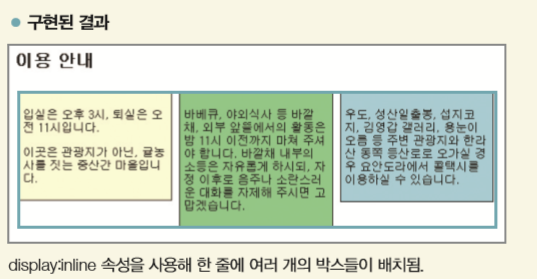 ● 구현된 결과
이용 안내
입실은 오후 3시, 퇴실은 오
전 11시입니다.
이곳은 관광지가 아닌, 귤농
사를 짓는 중산간 마을입니
다.
바베큐, 야외식사 등 바깥
채, 외부 앞뜰에서의 활동은
밤 11시 이전까지 마쳐 주셔
야 합니다. 바깥채 내부의
소등은 자유롭게 하시되, 자
정 이후로 음주나 소란스러
운 대화를 자제해 주시면 고
맙겠습니다.
우도, 성산일출봉, 섭지코
지, 김영갑 갤러리, 용눈이
오름 등 주변 관광지와 한라
산 동쪽 등산로로 오가실 경
우 요안도라에서 콜택시를
이용하실 수 있습니다.
display:inline 속성을 사용해 한 줄에 여러 개의 박스들이 배치됨.